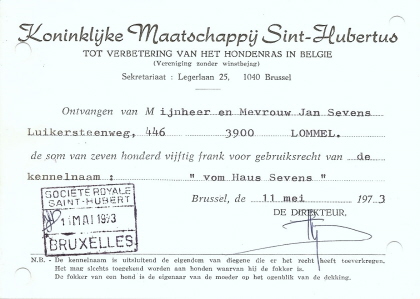 Koninklijke Maatschappij Sint-Hubertus
TOT VERBETERING VAN HET HONDENRAS IN BELGIE
(Vereniging zonder winstbejag)
Sekretariaat : Legerlaan 25, 1040 Brussel
Ontvangen van M ijnheer en Mevrouw Jan Sevens
Luikersteenweg, 446 3900 LOMMEL.
de som van zeven honderd vijftig frank voor gebruiksrecht van de
kennelnaam : " vom Haus Sevens "
Brussel, de 11 mei 1973
DE DIREKTEUR.
SOCIÉTÉ ROYALE
SAINT-HUBERT
11 MAI 1973
BRUXELLES
N.B. - De kennelnaam is uitsluitend de eigendom van diegene die er het recht heeft toeverkregen.
Het mag slechts toegekend worden aan honden waarvan hij de fokker is.
De fokker van een hond is de eigenaar van de moeder op het ogenblik van de dekking.